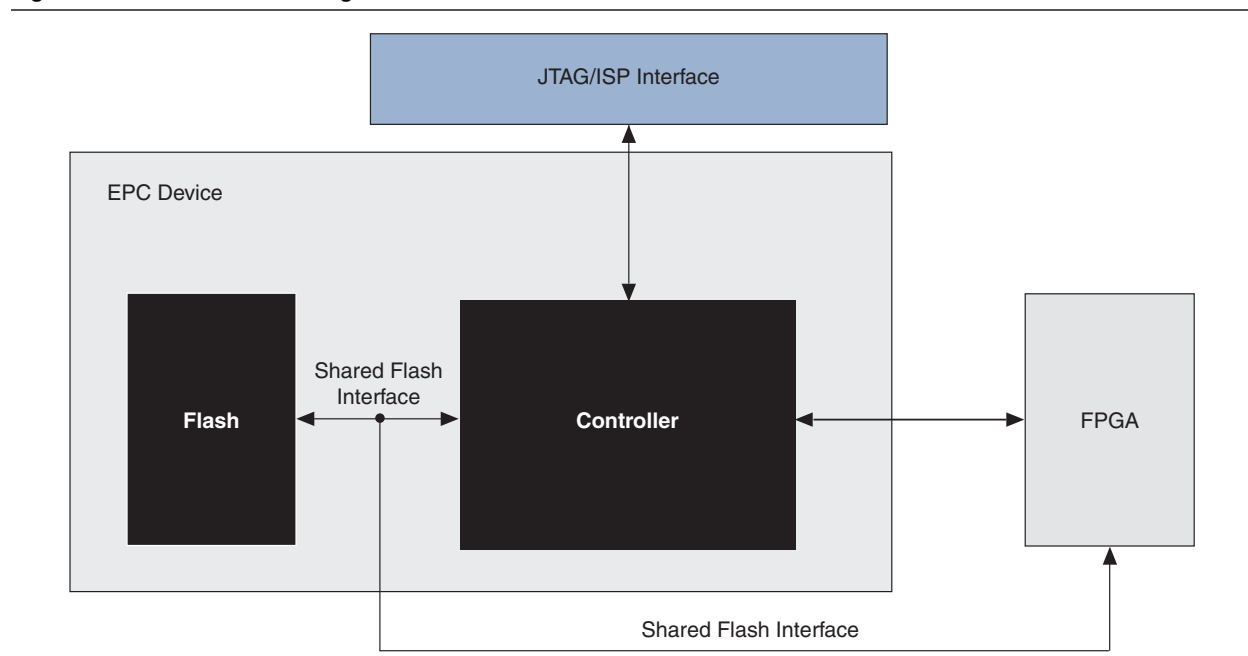 JTAG/ISP Interface
EPC Device
Shared Flash
Interface
Flash
Controller
FPGA
Shared Flash Interface